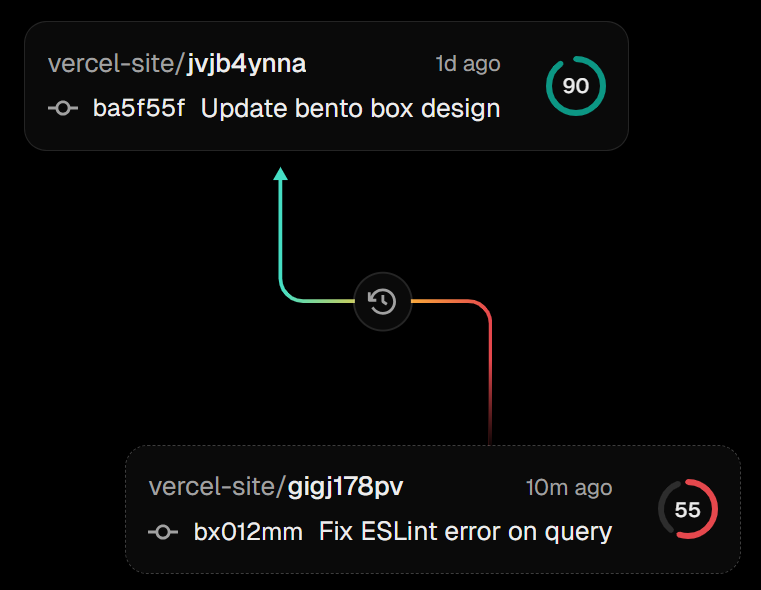 vercel-site/jvjb4ynna 1d ago
90
ba5f55f Update bento box design
vercel-site/gigj178pv 10m ago
55
bx012mm Fix ESLint error on query